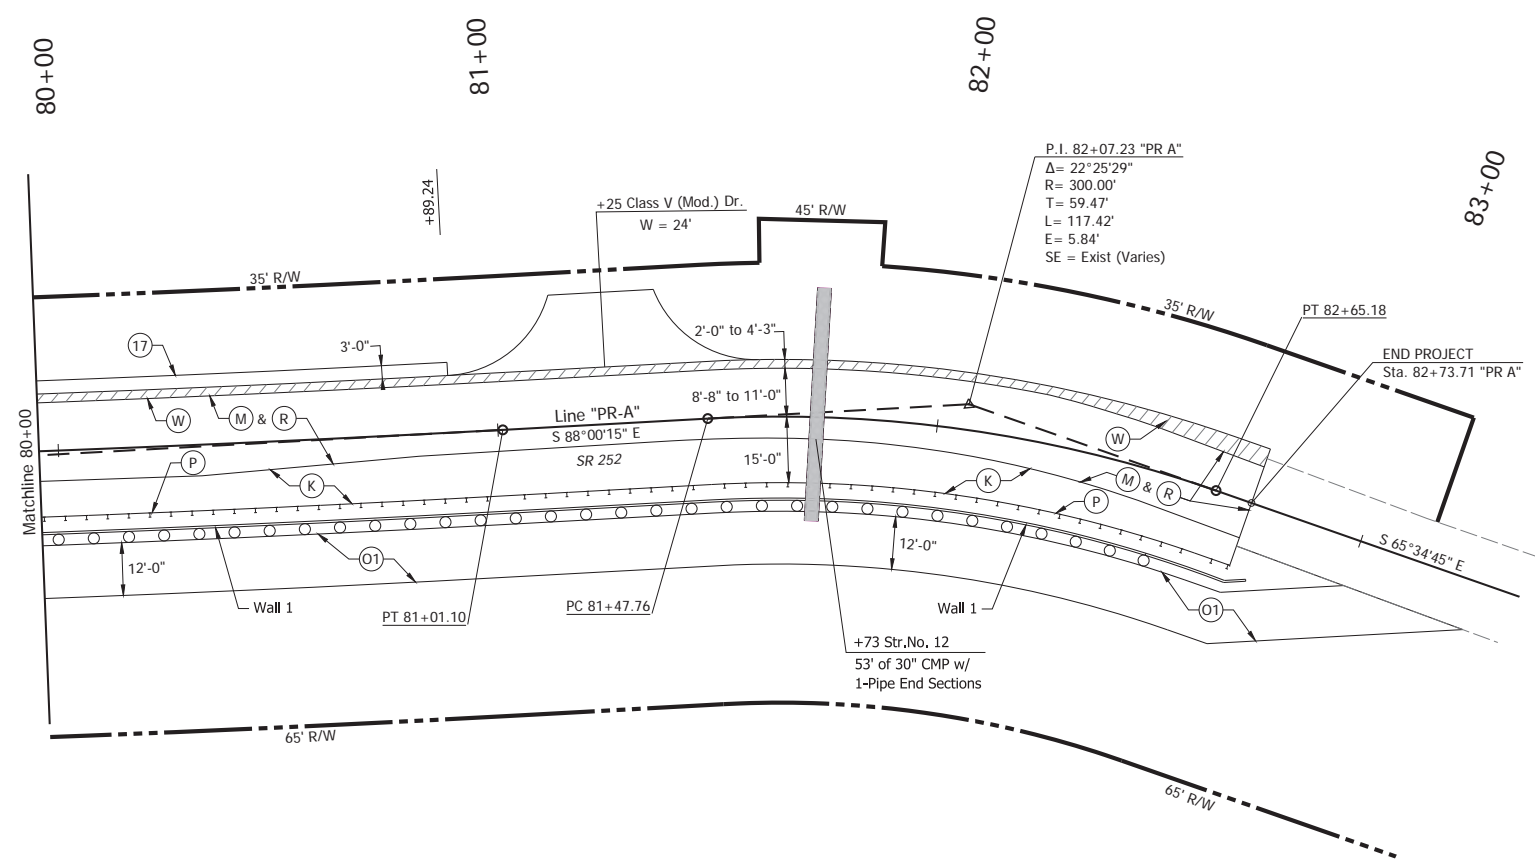 80+00
81+00
82+00
83+00
+89.24
+25 Class V (Mod.) Dr.
W = 24'
45' R/W
P.I. 82+07.23 "PR A"
Δ= 22°25'29"
R= 300.00'
T= 59.47'
L= 117.42'
E= 5.84'
SE = Exist (Varies)
35' R/W
35' R/W
PT 82+65.18
END PROJECT
Sta. 82+73.71 "PR A"
17
3'-0"
2'-0" to 4'-3"
8'-8" to 11'-0"
W
M & R
Line "PR-A"
S 88°00'15" E
SR 252
15'-0"
W
Matchline 80+00
P
K
K
M & R
P
S 65°34'45" E
12'-0"
O1
12'-0"
Wall 1
PT 81+01.10
PC 81+47.76
Wall 1
O1
+73 Str.No. 12
53' of 30" CMP w/
1-Pipe End Sections
65' R/W
65' R/W